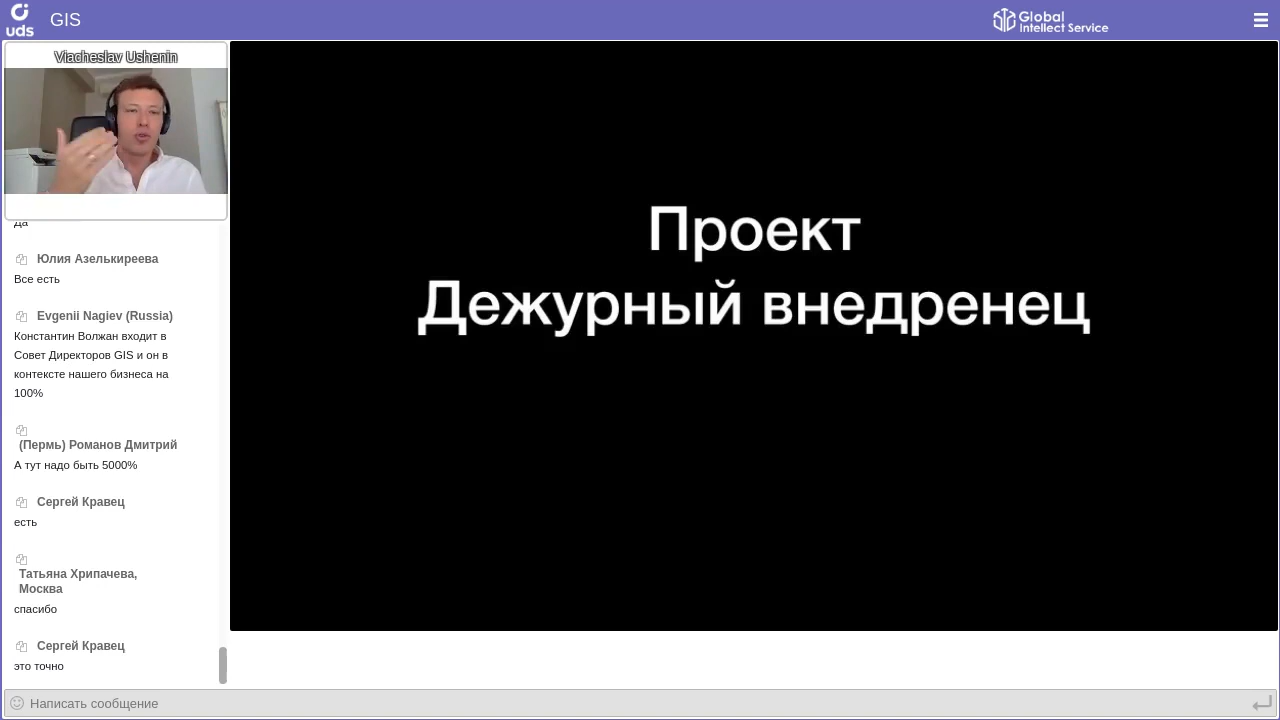 uds
GIS
Global
Intellect Service
Viacheslav Ushenin
Да
Юлия Азелькиреева
Все есть
Evgenii Nagiev (Russia)
Константин Волжан входит в
Совет Директоров GIS и он в
контексте нашего бизнеса на
100%
(Пермь) Романов Дмитрий
А тут надо быть 5000%
Сергей Кравец
есть
Татьяна Хрипачева,
Москва
спасибо
Сергей Кравец
это точно
Проект
Дежурный внедренец
Написать сообщение